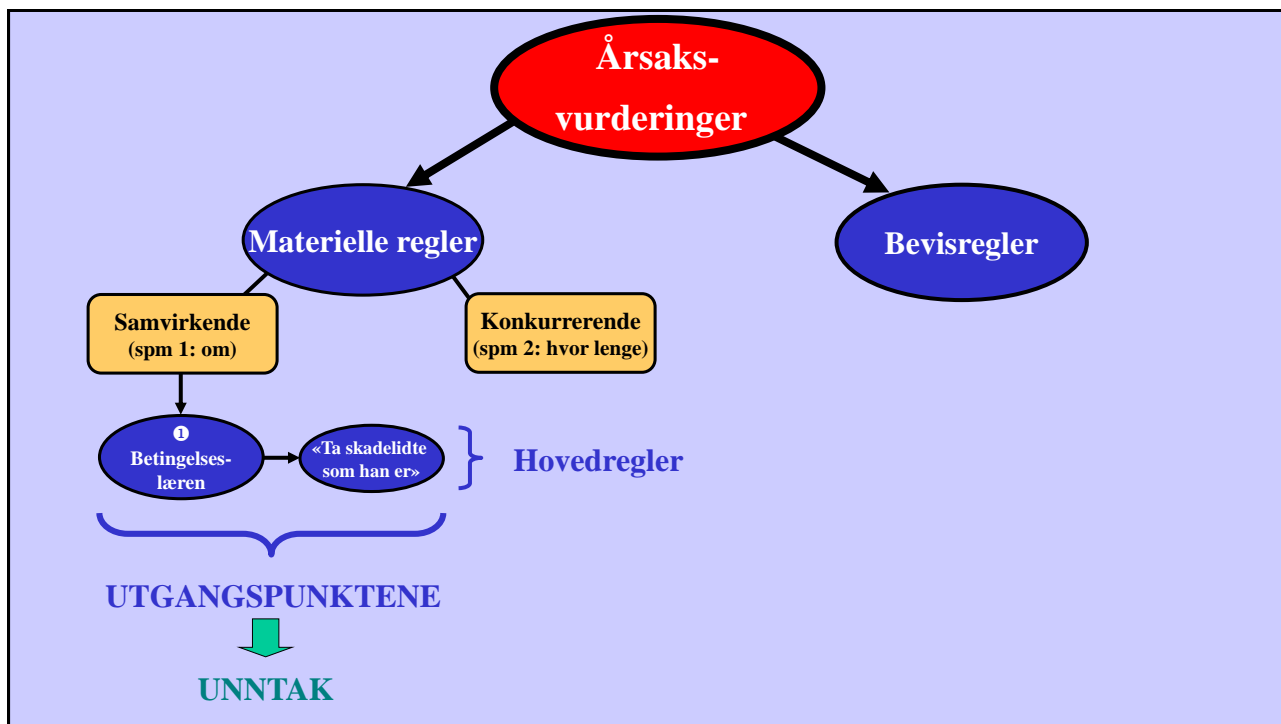 Årsaks-
vurderinger
Materielle regler
Bevisregler
Samvirkende
(spm 1: om)
Konkurrerende
(spm 2: hvor lenge)
❶
Betingelses-
læren
«Ta skadelidte
som han er»
Hovedregler
UTGANGSPUNKTENE
UNNTAK